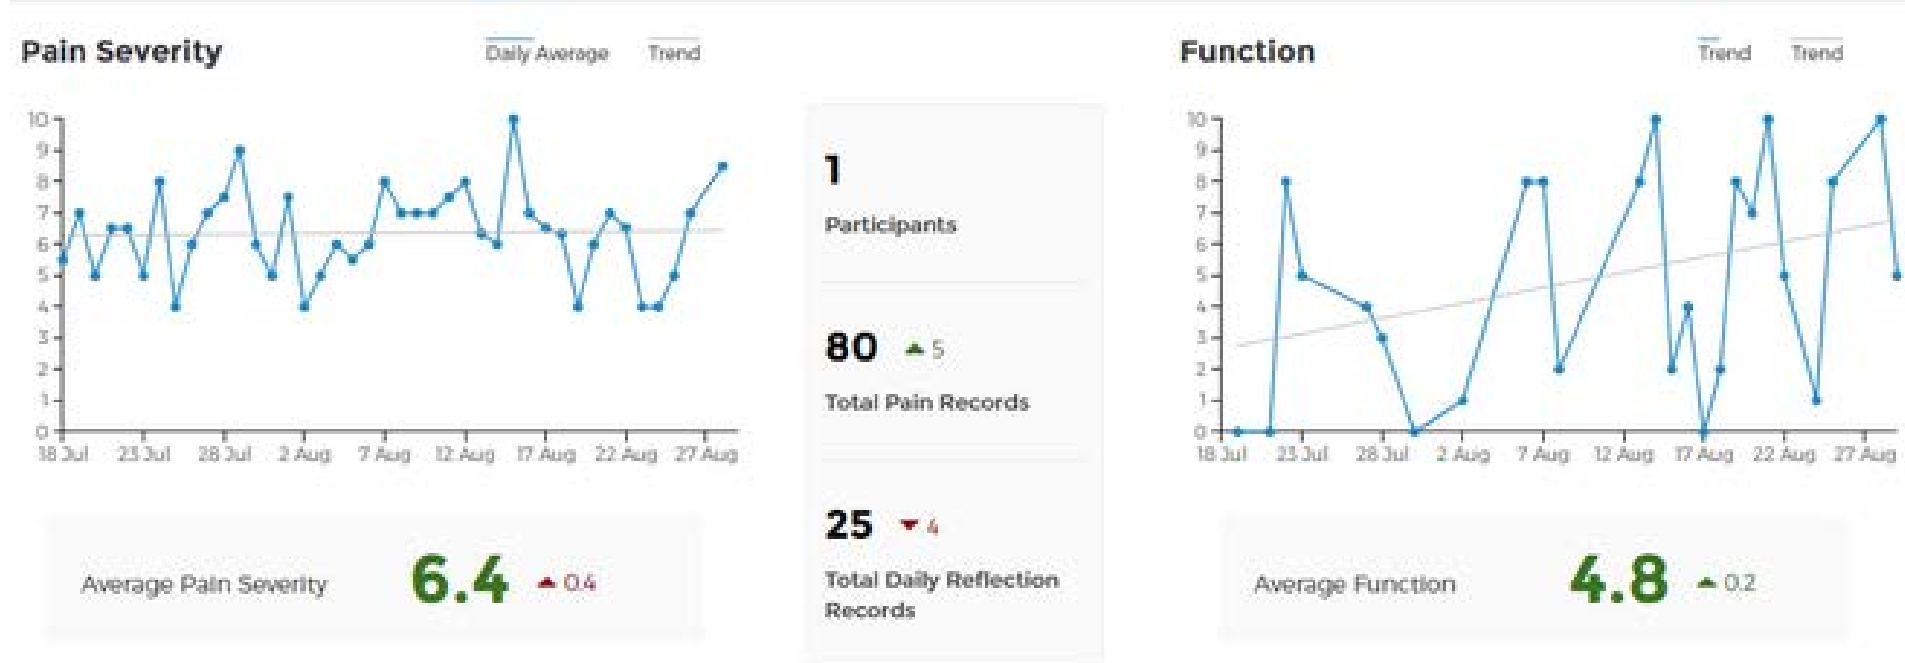 Pain Severity
Daily Average Trend
10
9
8
7
6
5
4
3
2
1
0
18 Jul 23 Jul 28 Jul 2 Aug 7 Aug 12 Aug 17 Aug 22 Aug 27 Aug
Average Pain Severity 6.4 0.4
1
Participants
80 5
Total Pain Records
25 4
Total Daily Reflection
Records
Function
Trend Trend
10
9
8
7
6
5
4
3
2
1
0
18 Jul 23 Jul 28 Jul 2 Aug 7 Aug 12 Aug 17 Aug 22 Aug 27 Aug
Average Function 4.8 0.2